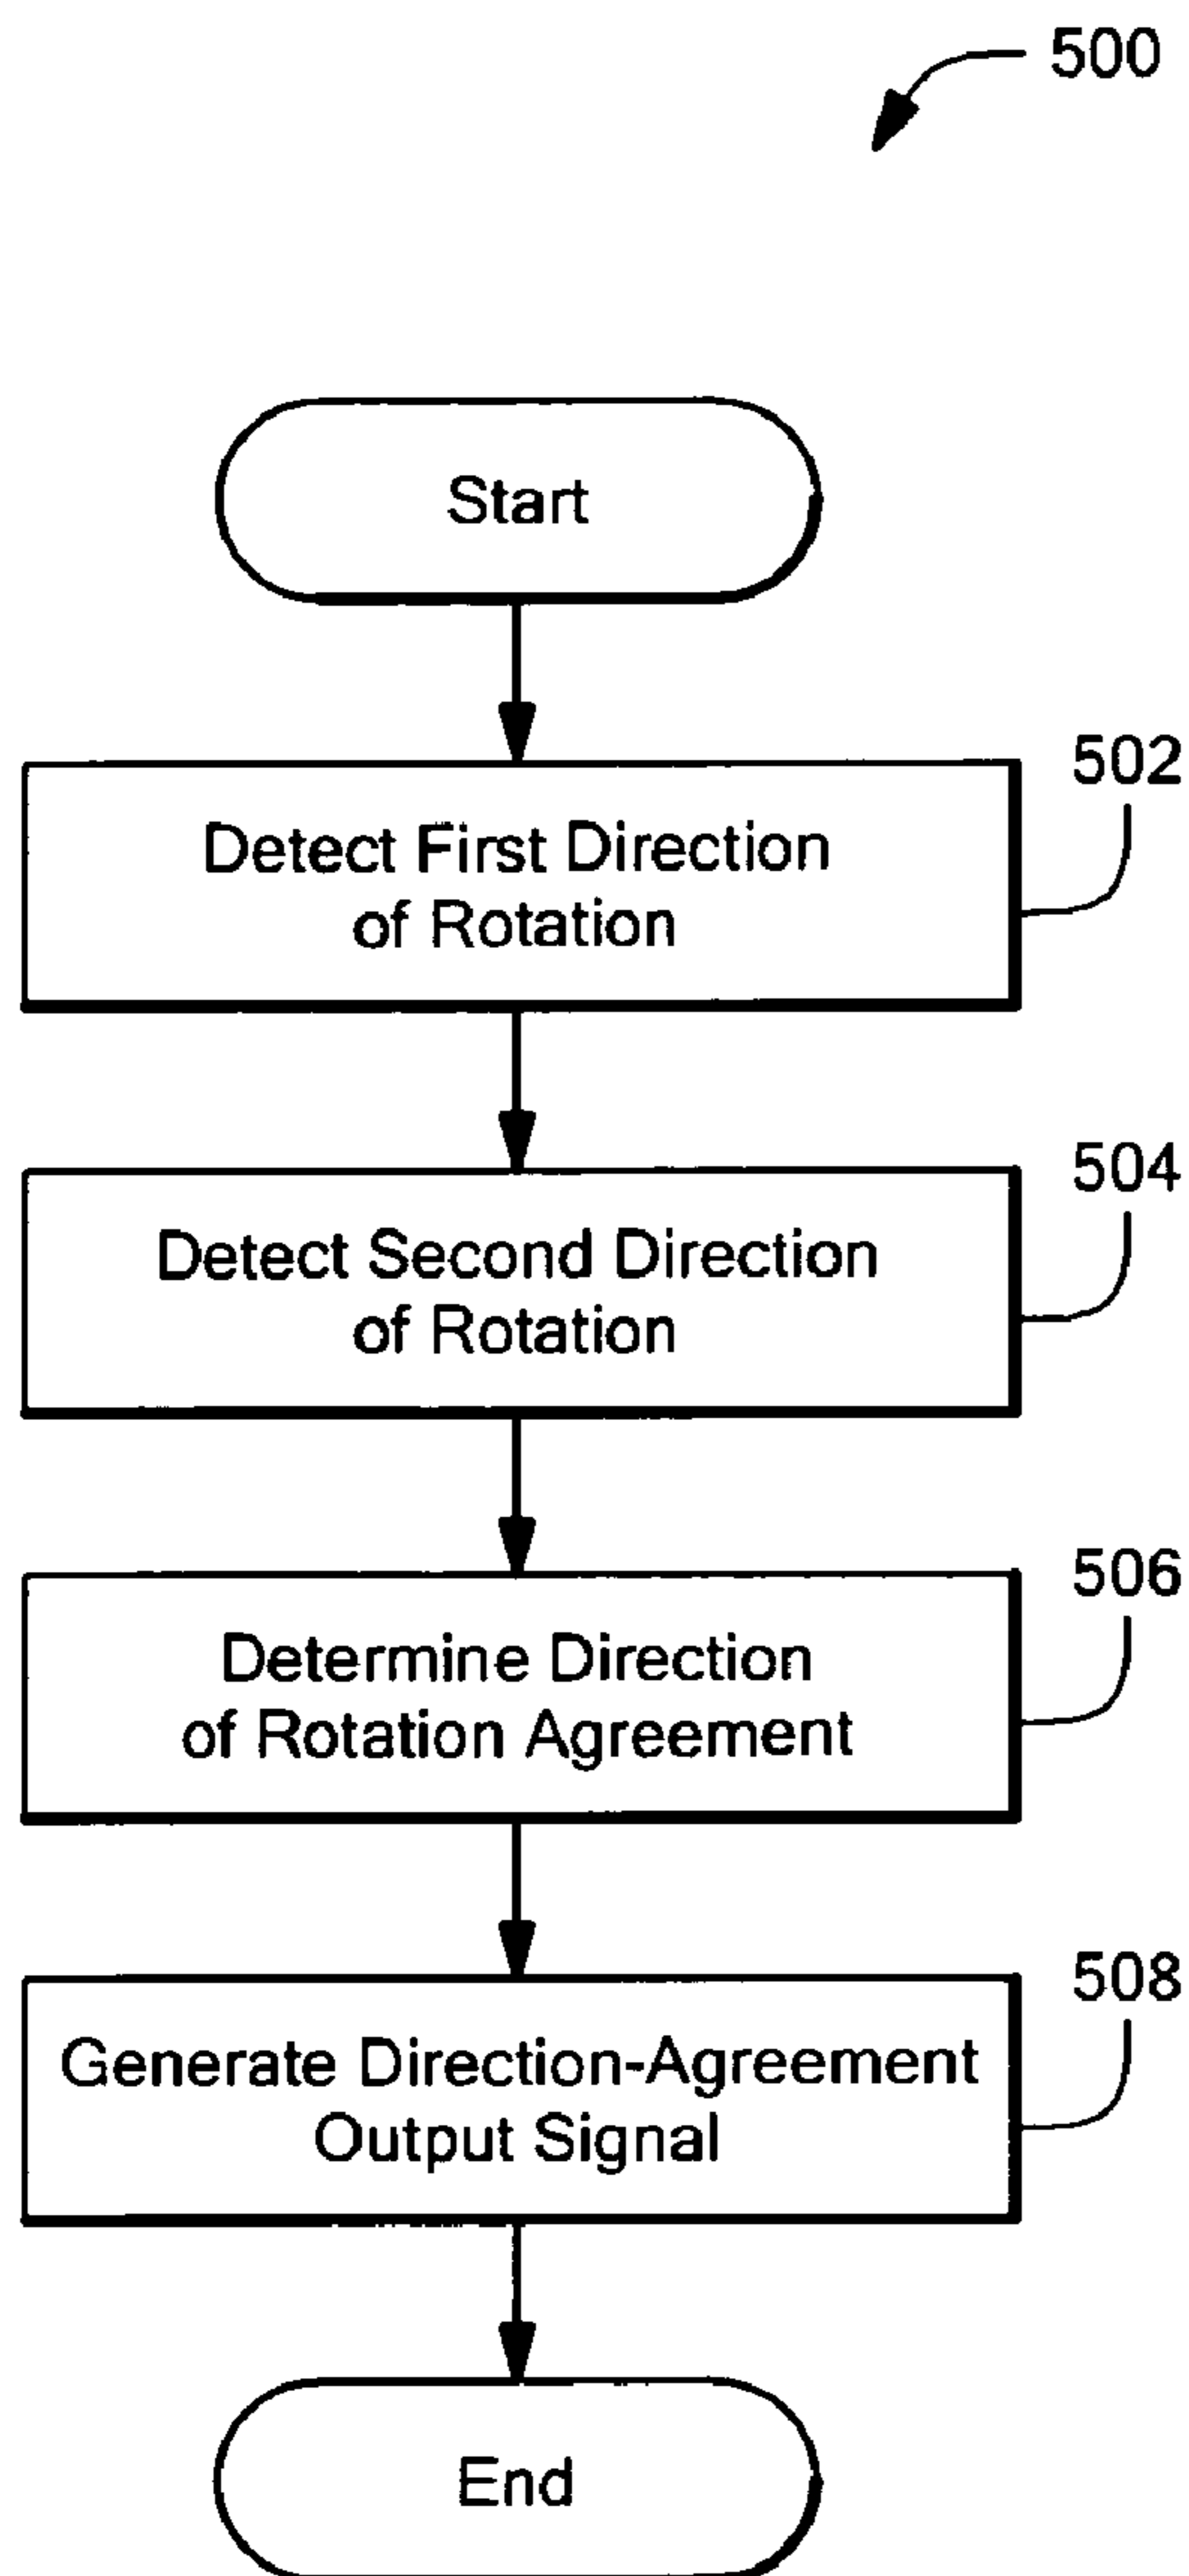 500
Start
502
Detect First Direction
of Rotation
504
Detect Second Direction
of Rotation
506
Determine Direction
of Rotation Agreement
508
Generate Direction-Agreement
Output Signal
End